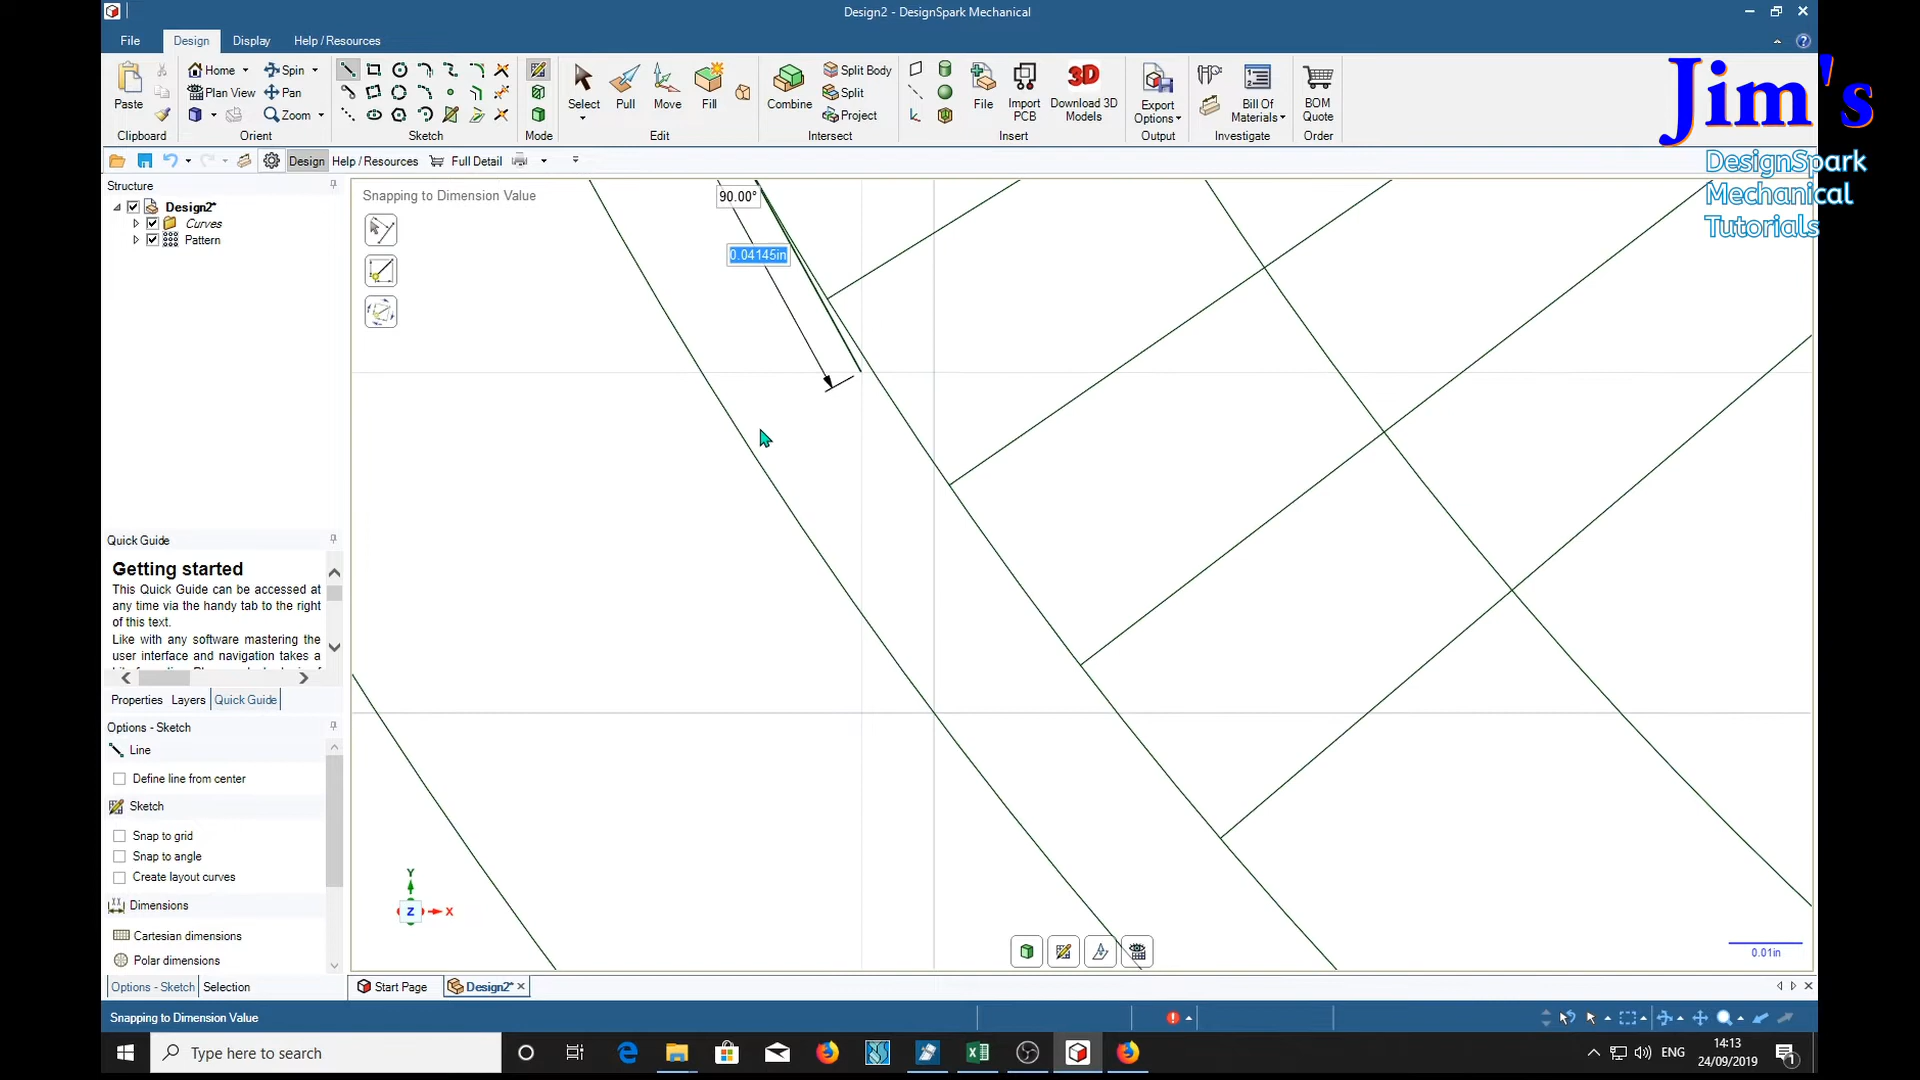 Design2 - DesignSpark Mechanical
File
Design
Display
Help / Resources
Jim's
DesignSpark
Mechanical
Tutorials
Paste
Clipboard
Home
Spin
Plan View
Pan
Zoom
Orient
Sketch
Mode
Select
Pull
Move
Fill
Edit
Combine
Split Body
Split
Project
Intersect
File
Import
PCB
Download 3D
Models
Insert
Export
Options
Output
Bill Of
Materials
Investigate
BOM
Quote
Order
Design
Help / Resources
Full Detail
Structure
Design2*
Curves
Pattern
Snapping to Dimension Value
90.00°
0.04145in
Quick Guide
Getting started
This Quick Guide can be accessed at
any time via the handy tab to the right
of this text.
Like with any software mastering the
user interface and navigation takes a
Properties
Layers
Quick Guide
Options - Sketch
Line
Define line from center
Sketch
Snap to grid
Snap to angle
Create layout curves
Dimensions
Cartesian dimensions
Polar dimensions
Options - Sketch
Selection
Y
Z
X
0.01in
Start Page
Design2*
Snapping to Dimension Value
Type here to search
ENG
14:13
24/09/2019
1